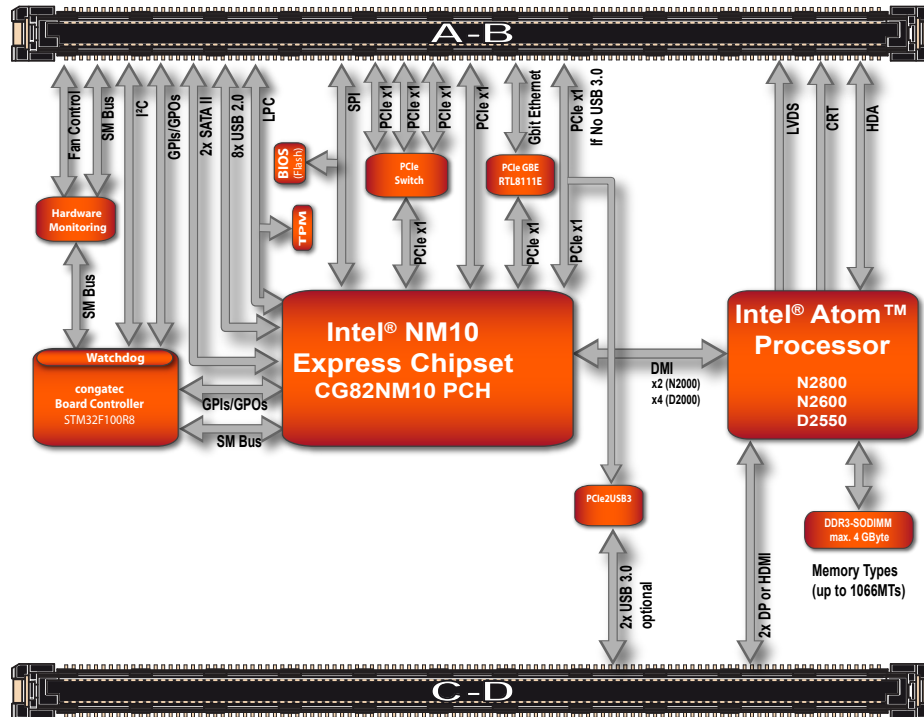 A-B
Fan Control
SM Bus
I²C
GPIs/GPOs
2x SATA II
8x USB 2.0
LPC
SPI
PCIe x1
PCIe x1
PCIe x1
PCIe x1
Gbit Ethernet
PCIe x1
If No USB 3.0
LVDS
CRT
HDA
BIOS
(Flash)
PCIe
Switch
PCIe GBE
RTL8111E
Hardware
Monitoring
TPM
PCIe x1
PCIe x1
PCIe x1
SM Bus
Intel® NM10
Express Chipset
CG82NM10 PCH
Intel® Atom™
Processor
N2800
N2600
D2550
Watchdog
congatec
Board Controller
STM32F100R8
GPIs/GPOs
SM Bus
DMI
x2 (N2000)
x4 (D2000)
PCIe2USB3
DDR3-SODIMM
max. 4 GByte
Memory Types
(up to 1066MTs)
2x USB 3.0
optional
2x DP or HDMI
C-D